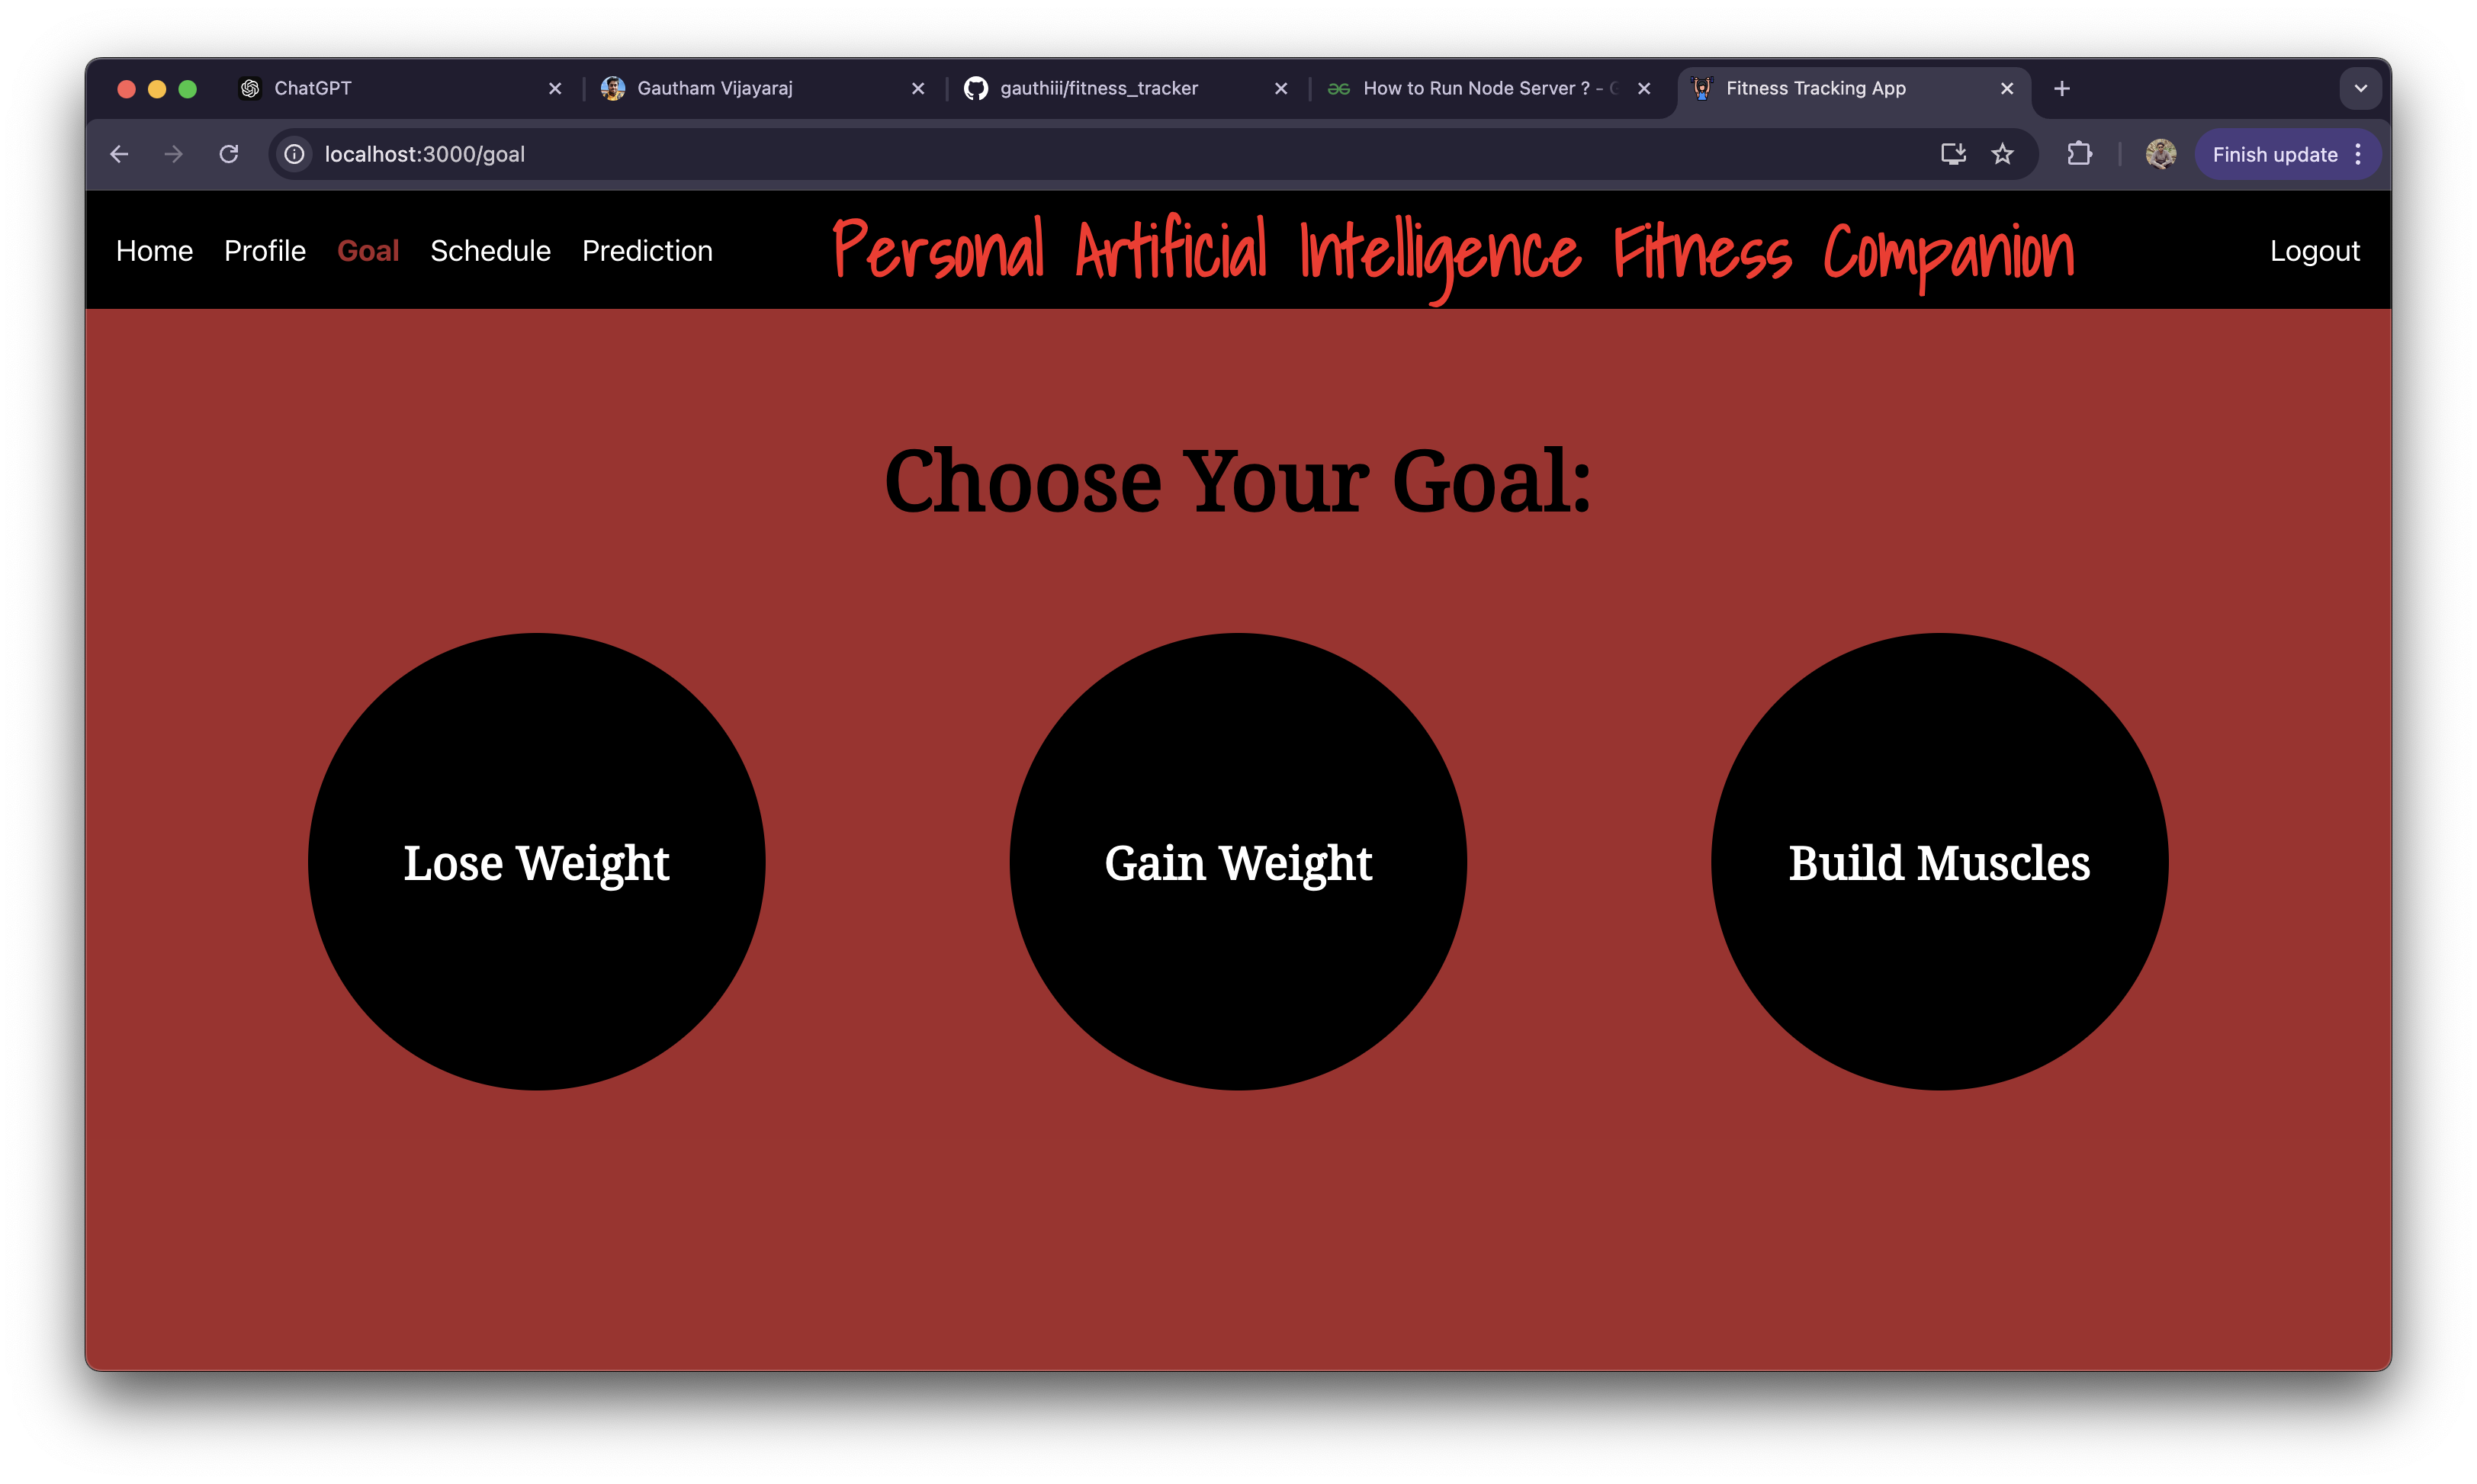 ChatGPT
Gautham Vijayaraj
gauthiii/fitness_tracker
How to Run Node Server ? -
Fitness Tracking App
localhost:3000/goal
Finish update
Home Profile Goal Schedule Prediction
Personal Artificial Intelligence Fitness Companion
Logout
Choose Your Goal:
Lose Weight
Gain Weight
Build Muscles